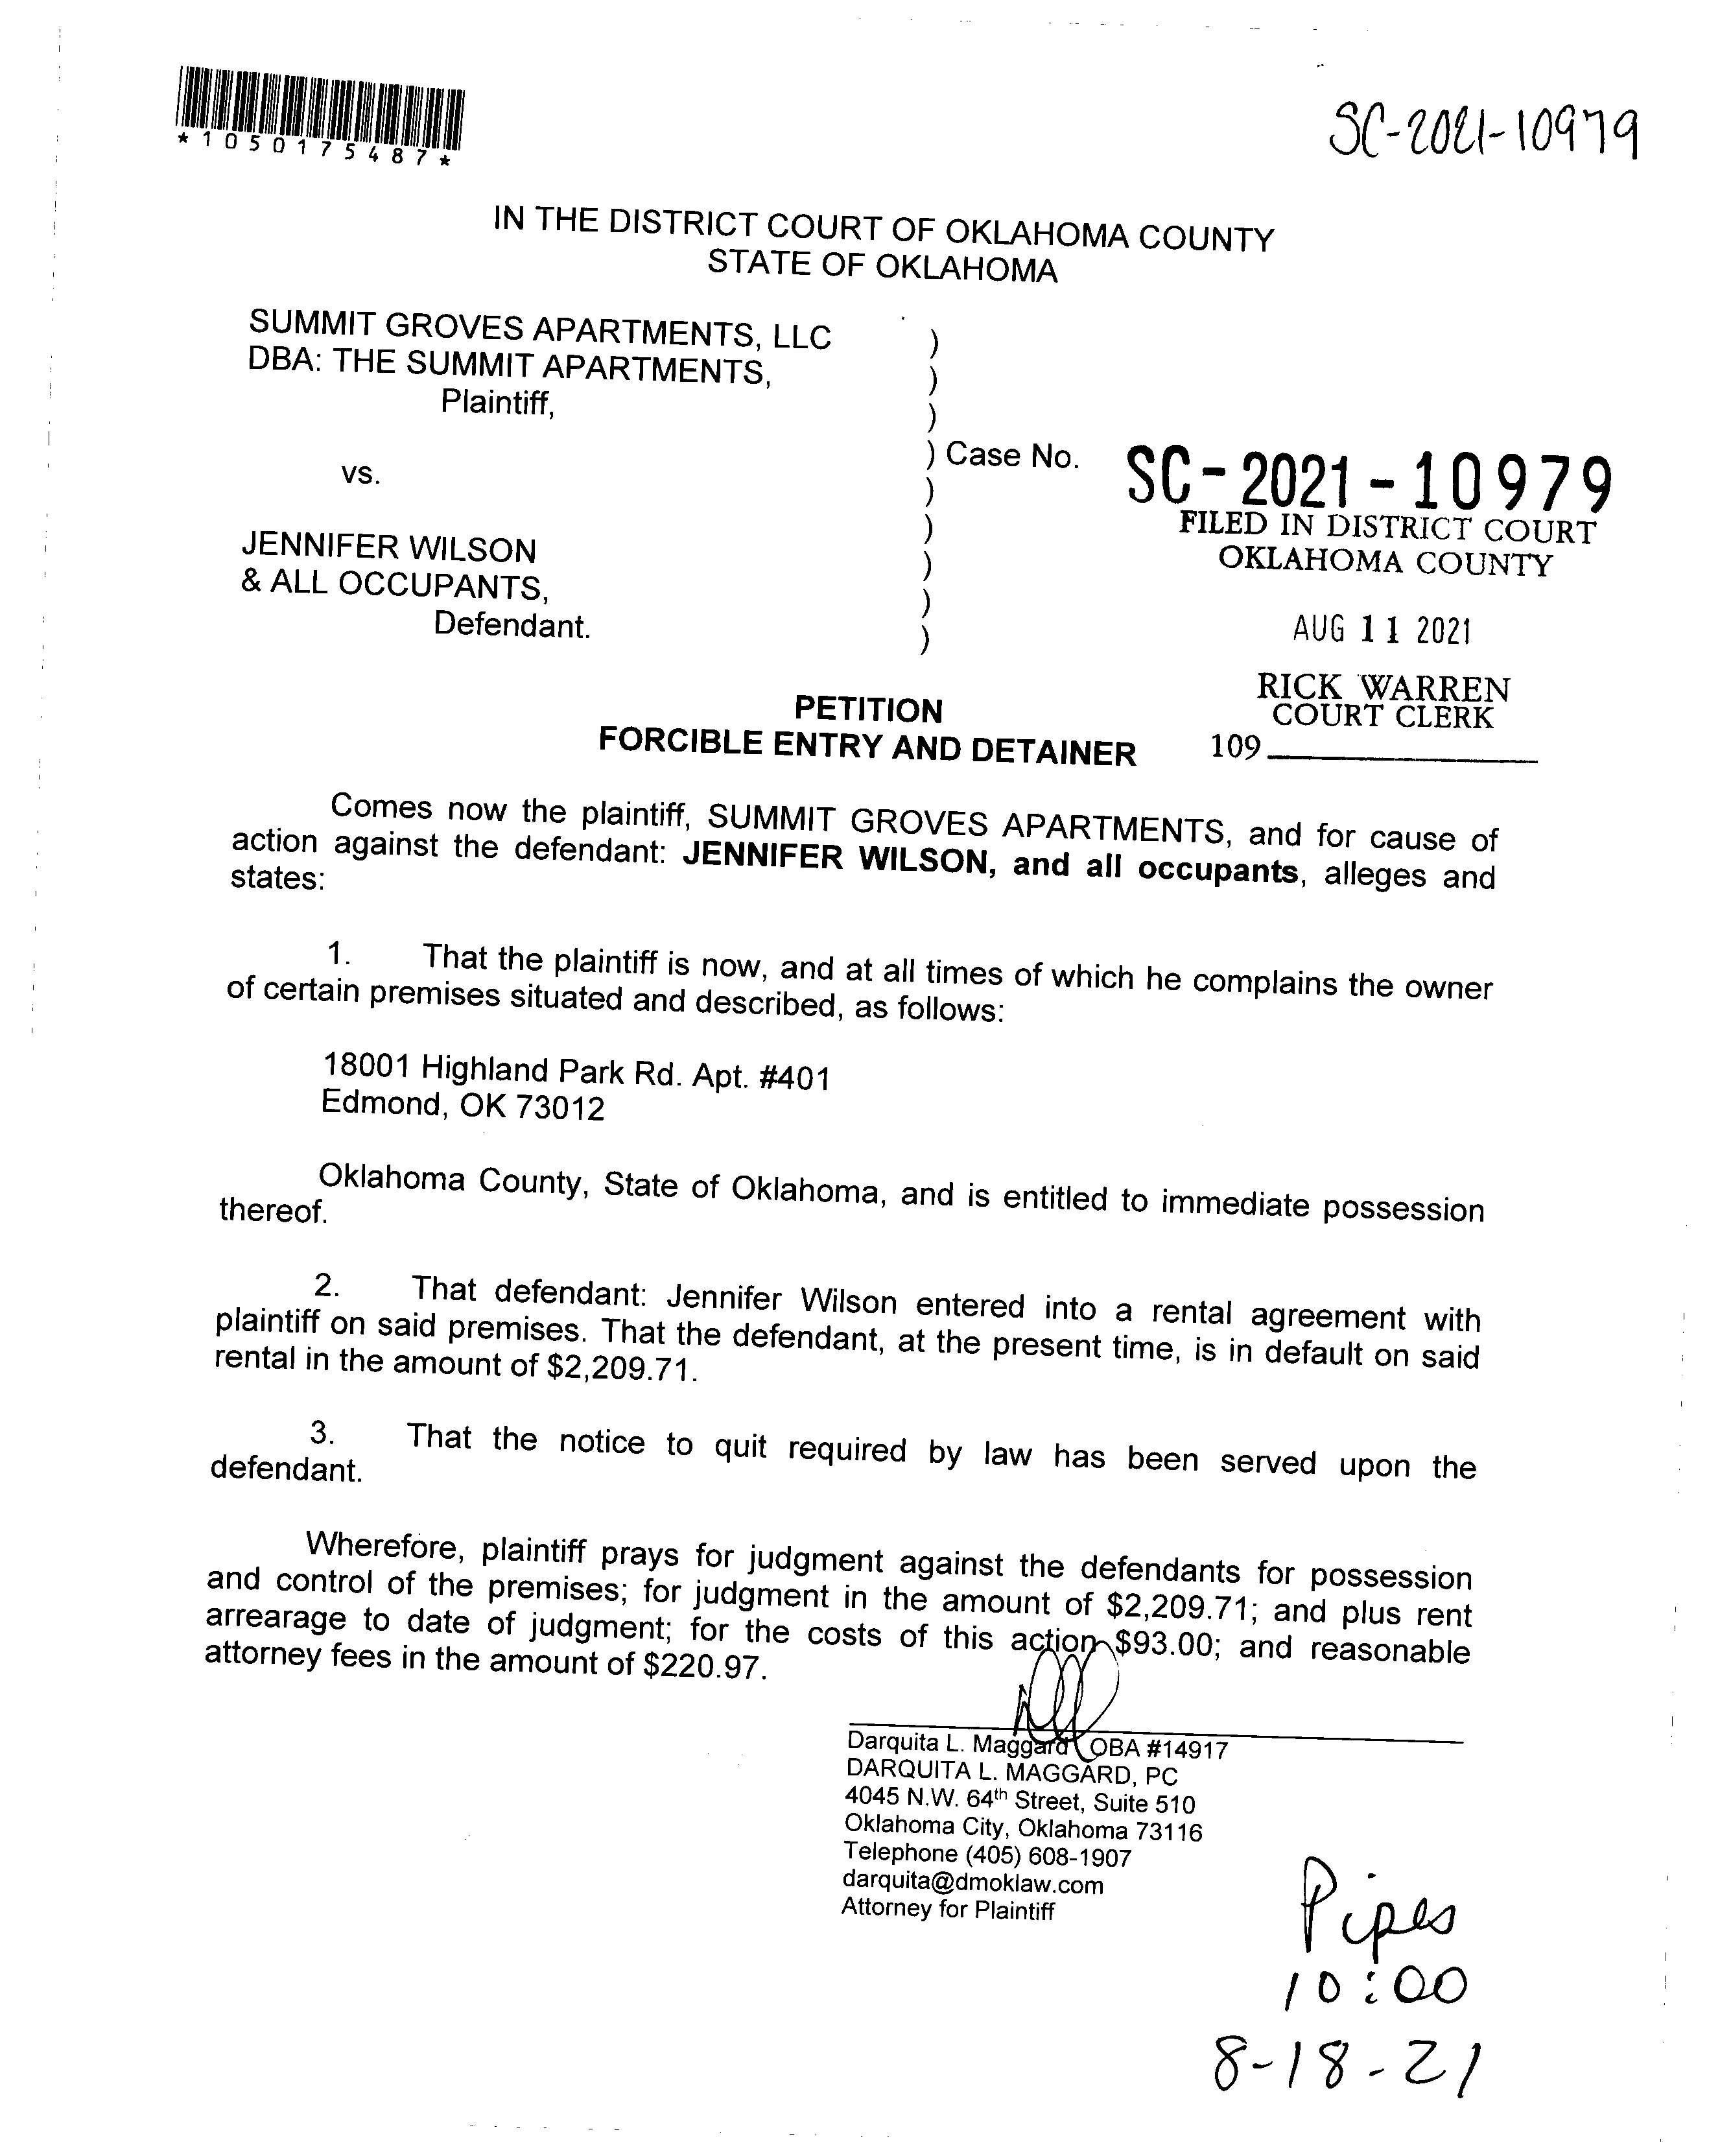 *1050175487*
SC-2021-10979
IN THE DISTRICT COURT OF OKLAHOMA COUNTY
STATE OF OKLAHOMA
SUMMIT GROVES APARTMENTS, LLC )
DBA: THE SUMMIT APARTMENTS, )
Plaintiff, )
) Case No. SC-2021-10979
vs. )
FILED IN DISTRICT COURT
OKLAHOMA COUNTY
)
JENNIFER WILSON )
& ALL OCCUPANTS, )
Defendant. )
AUG 11 2021
RICK WARREN
COURT CLERK
109
PETITION
FORCIBLE ENTRY AND DETAINER
Comes now the plaintiff, SUMMIT GROVES APARTMENTS, and for cause of
action against the defendant: JENNIFER WILSON, and all occupants, alleges and
states:
1. That the plaintiff is now, and at all times of which he complains the owner
of certain premises situated and described, as follows:
18001 Highland Park Rd. Apt. #401
Edmond, OK 73012
Oklahoma County, State of Oklahoma, and is entitled to immediate possession
thereof.
2. That defendant: Jennifer Wilson entered into a rental agreement with
plaintiff on said premises. That the defendant, at the present time, is in default on said
rental in the amount of $2,209.71.
3. That the notice to quit required by law has been served upon the
defendant.
Wherefore, plaintiff prays for judgment against the defendants for possession
and control of the premises; for judgment in the amount of $2,209.71; and plus rent
arrearage to date of judgment; for the costs of this action $93.00; and reasonable
attorney fees in the amount of $220.97.
Darquita L. Maggard OBA #14917
DARQUITA L. MAGGARD, PC
4045 N.W. 64th Street, Suite 510
Oklahoma City, Oklahoma 73116
Telephone (405) 608-1907
darquita@dmoklaw.com
Attorney for Plaintiff
Pipes
10:00
8-18-21